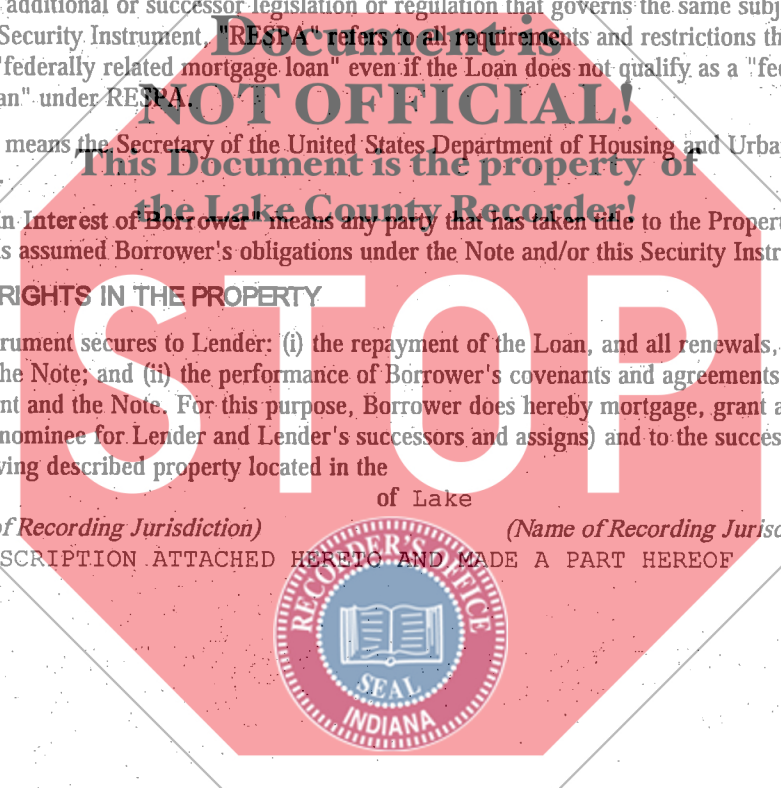 additional or successor legislation or regulation that governs the same subj
Document is
Security Instrument, "RESPA" refers to all requirements and restrictions th
"federally related mortgage loan" even if the Loan does not qualify as a "fed
an" under RESPA.
NOT OFFICIAL!
means the Secretary of the United States Department of Housing and Urba
This Document is the property of
the Lake County Recorder!
n Interest of Borrower" means any party that has taken title to the Propert
s assumed Borrower's obligations under the Note and/or this Security Instr
RIGHTS IN THE PROPERTY
STOP
rument secures to Lender: (i) the repayment of the Loan, and all renewals,
he Note; and (ii) the performance of Borrower's covenants and agreements
nt and the Note. For this purpose, Borrower does hereby mortgage, grant a
nominee for Lender and Lender's successors and assigns) and to the succes
ving described property located in the
of Lake
of Recording Jurisdiction) (Name of Recording Jurisd
SCRIPTION ATTACHED HERETO AND MADE A PART HEREOF
RECORDER'S OFFICE
SEAL
INDIANA